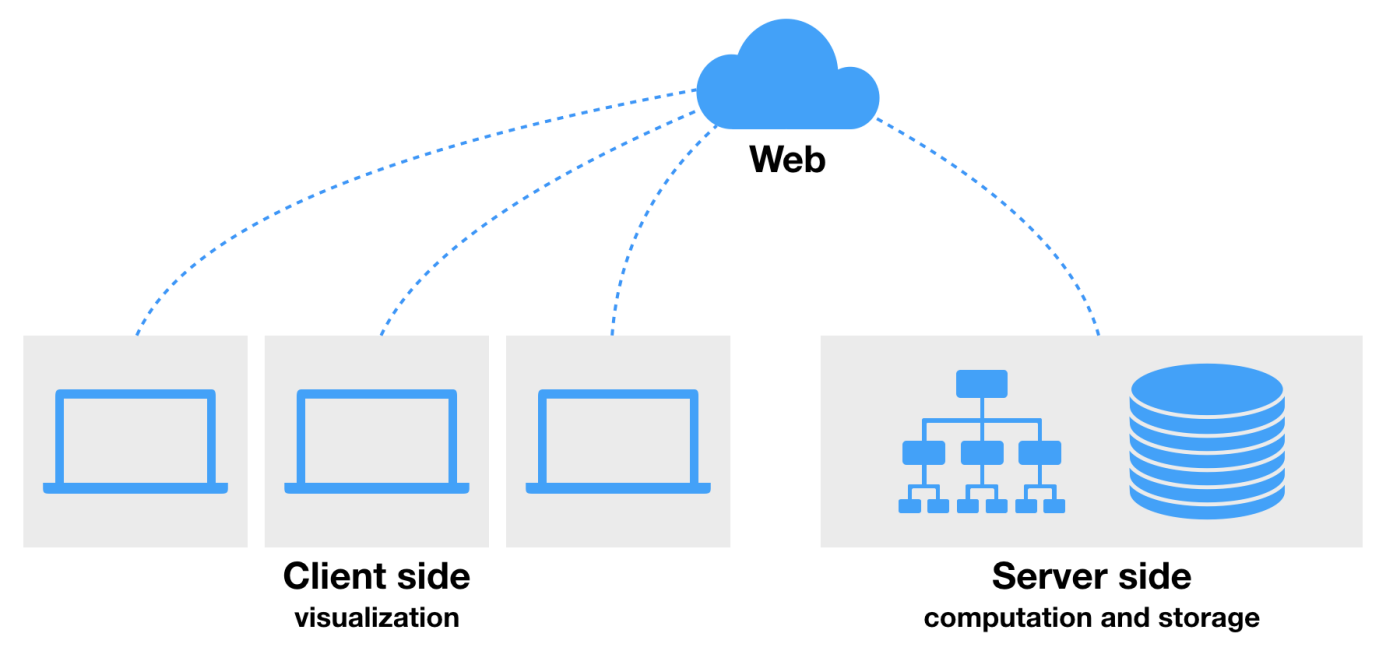 Web
Client side
visualization
Server side
computation and storage